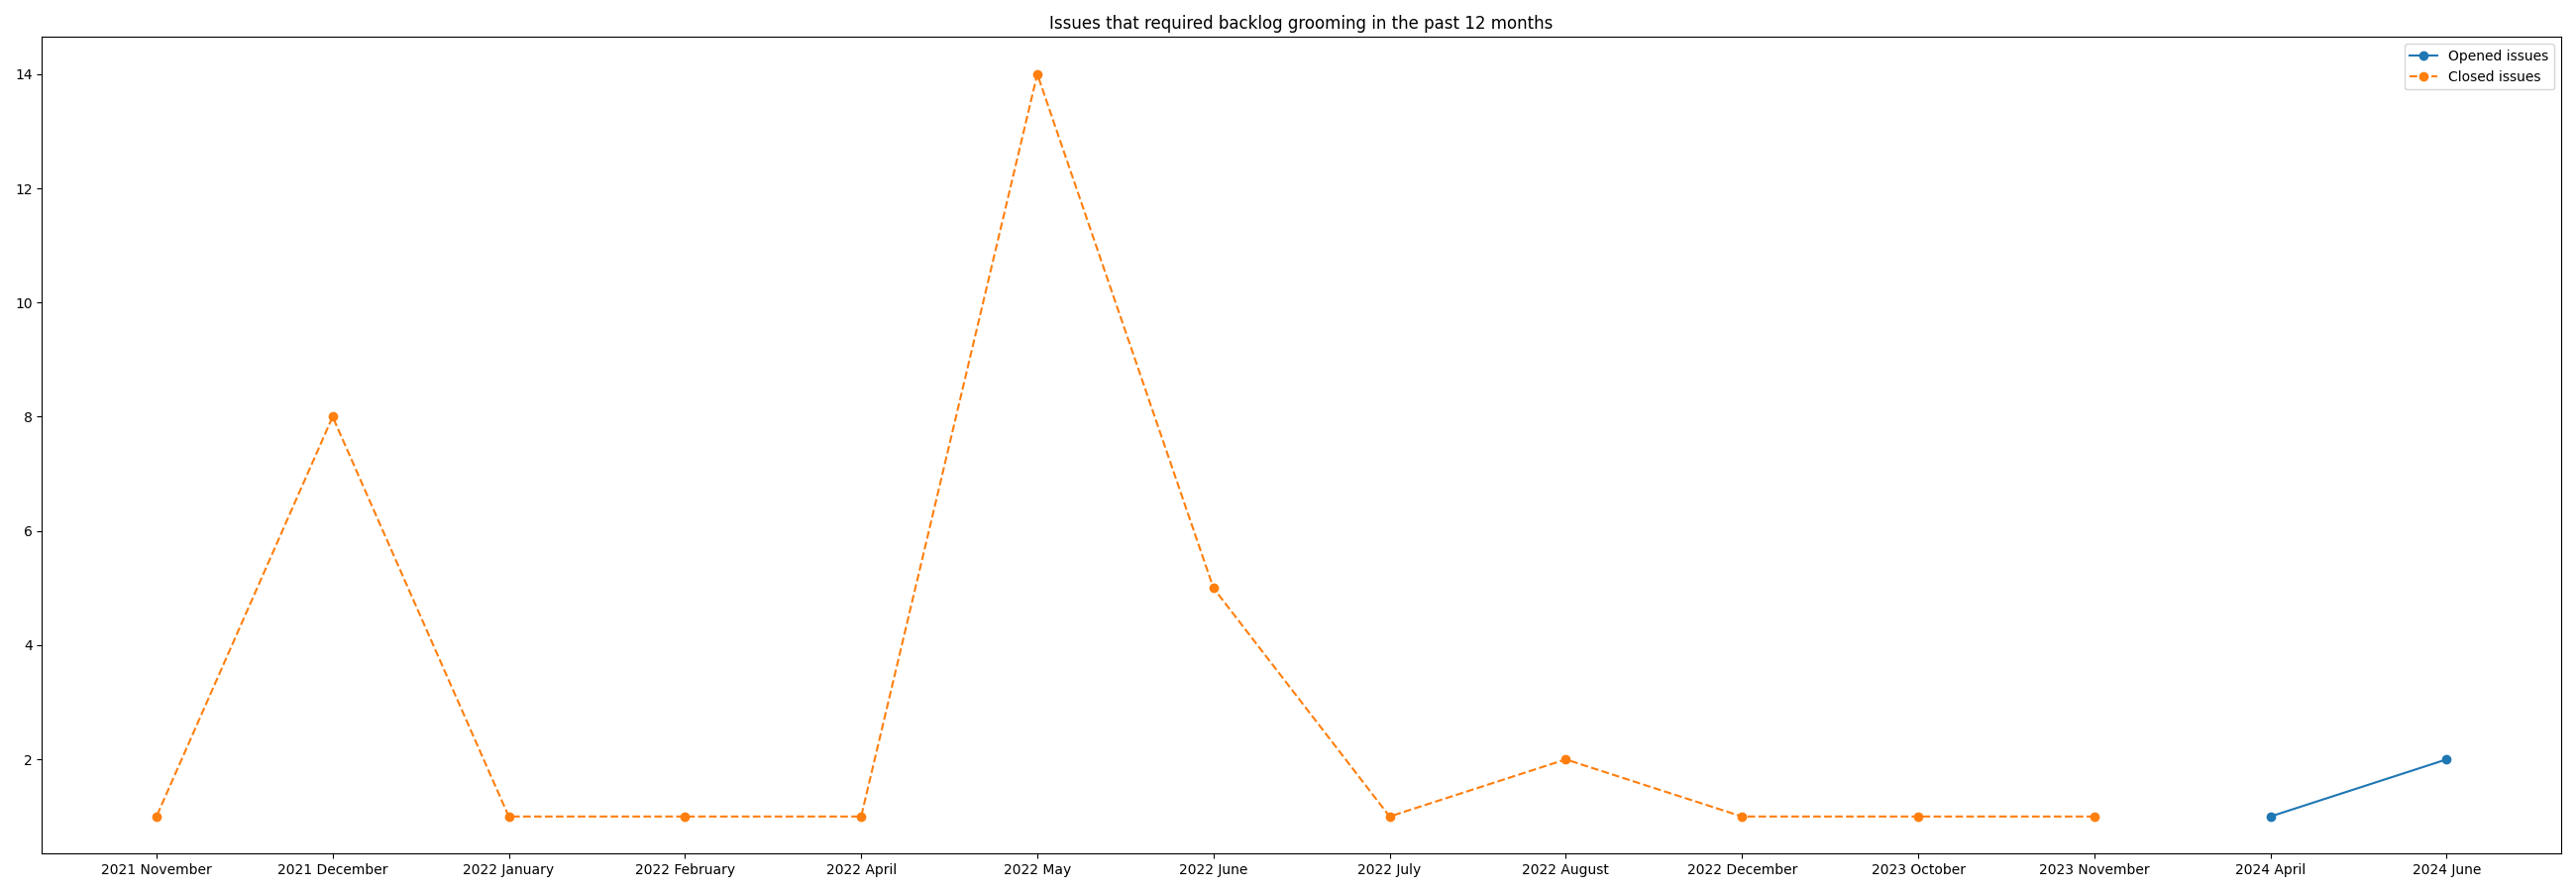 Issues that required backlog grooming in the past 12 months
Opened issues
Closed issues
14
12
10
8
6
4
2
2021 November 2021 December 2022 January 2022 February 2022 April 2022 May 2022 June 2022 July 2022 August 2022 December 2023 October 2023 November 2024 April 2024 June